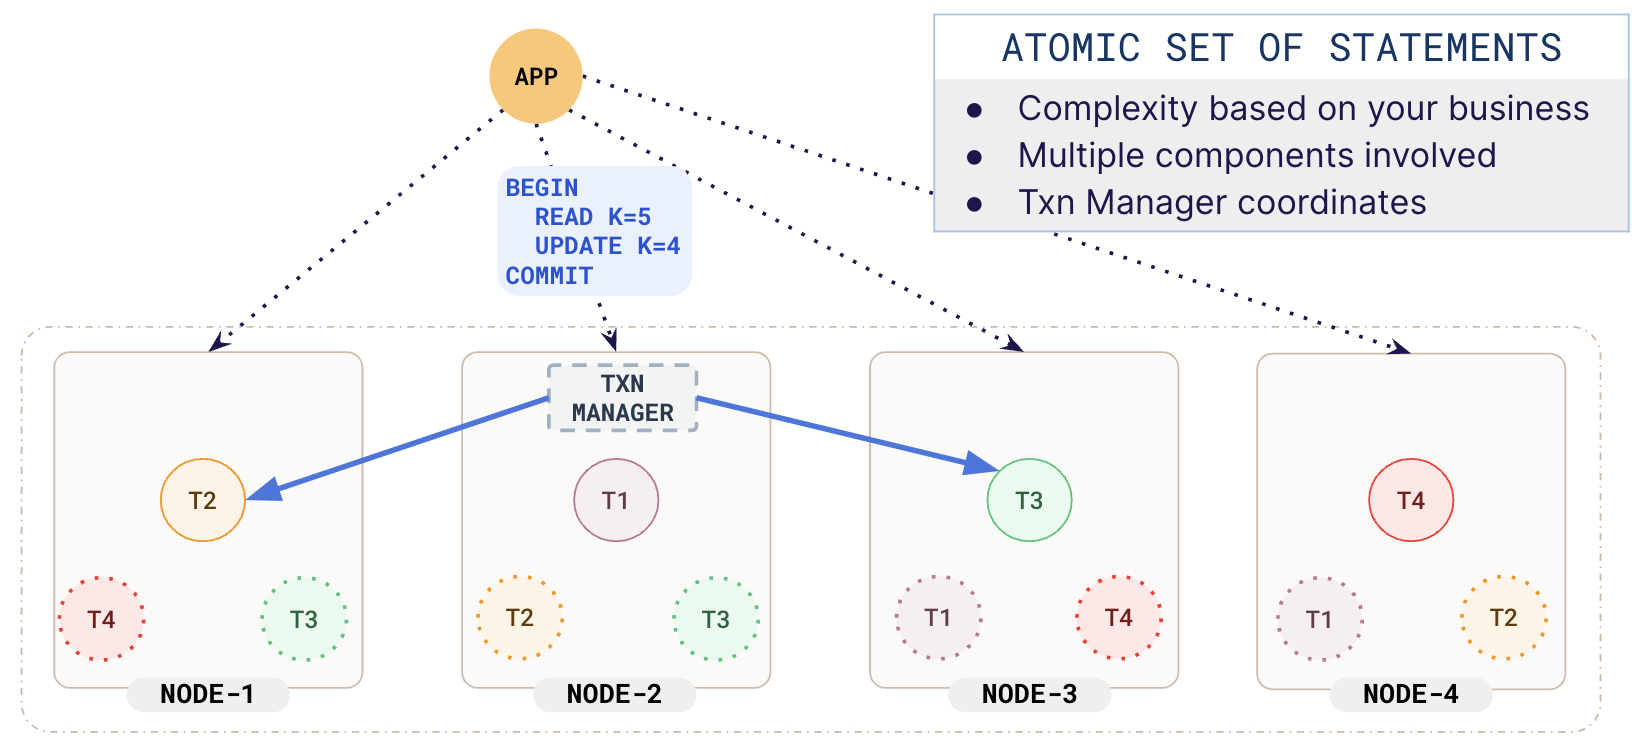 APP
ATOMIC SET OF STATEMENTS
● Complexity based on your business
● Multiple components involved
● Txn Manager coordinates
BEGIN
READ K=5
UPDATE K=4
COMMIT
TXN
MANAGER
T2
T1
T3
T4
T4
T3
T2
T3
T1
T4
T1
T2
NODE-1
NODE-2
NODE-3
NODE-4